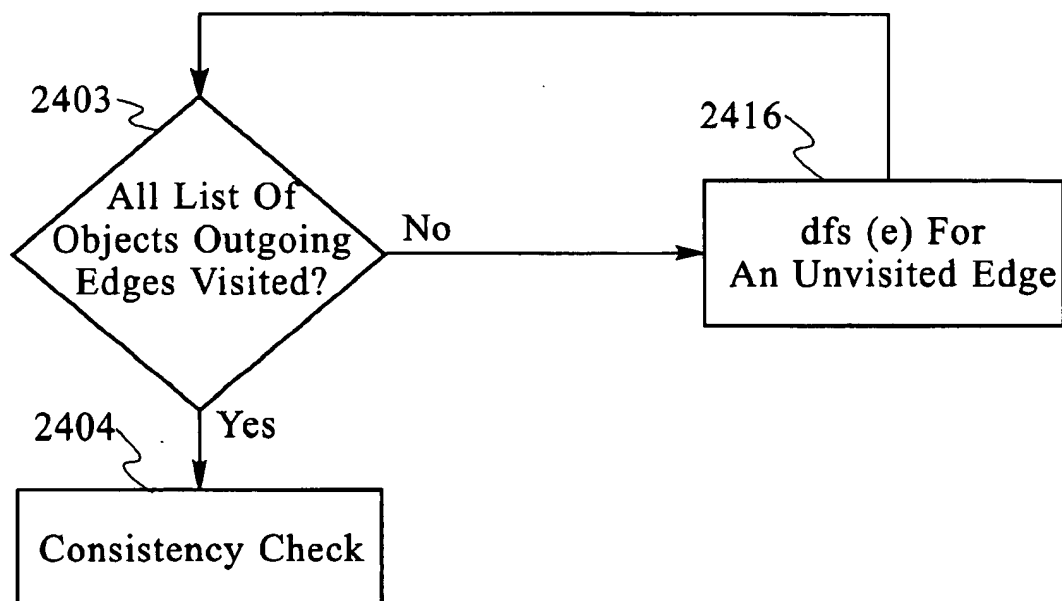 2403
All List Of
Objects Outgoing
Edges Visited?
No
2416
dfs (e) For
An Unvisited Edge
Yes
2404
Consistency Check